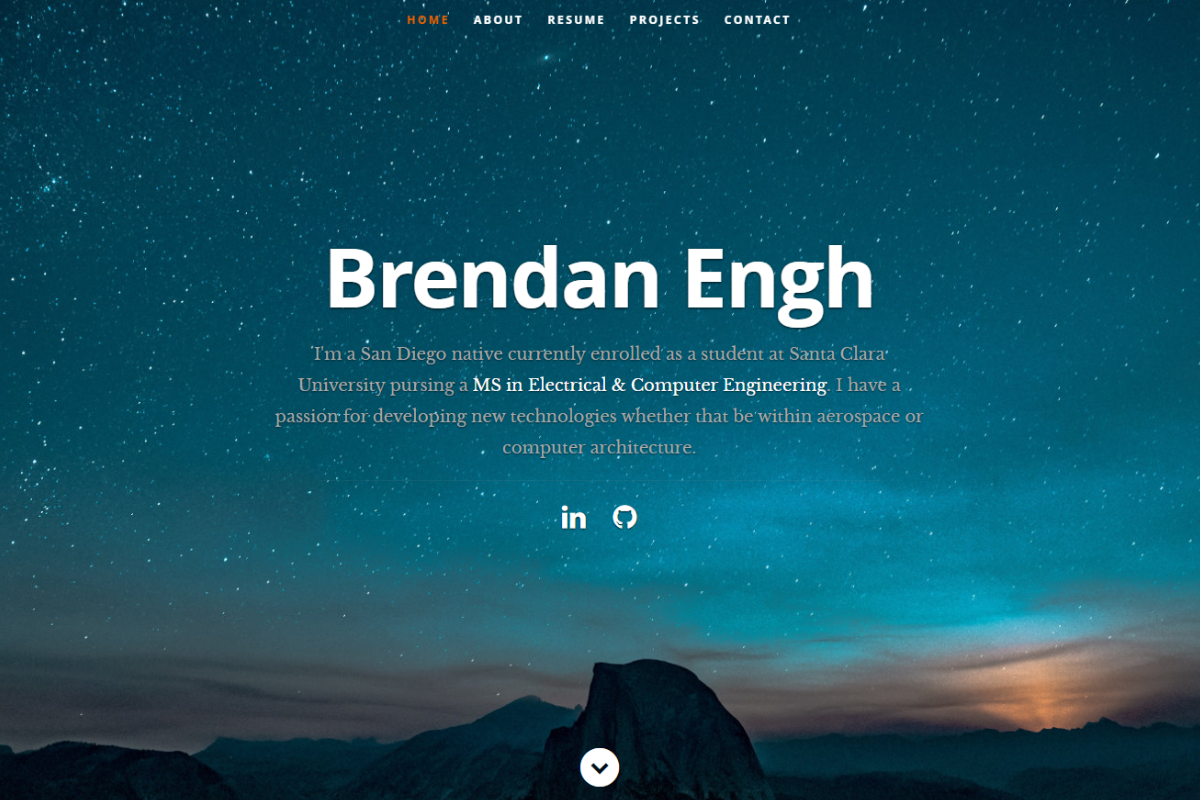 HOME ABOUT RESUME PROJECTS CONTACT
Brendan Engh
I'm a San Diego native currently enrolled as a student at Santa Clara
University pursing a MS in Electrical & Computer Engineering. I have a
passion for developing new technologies whether that be within aerospace or
computer architecture.
in